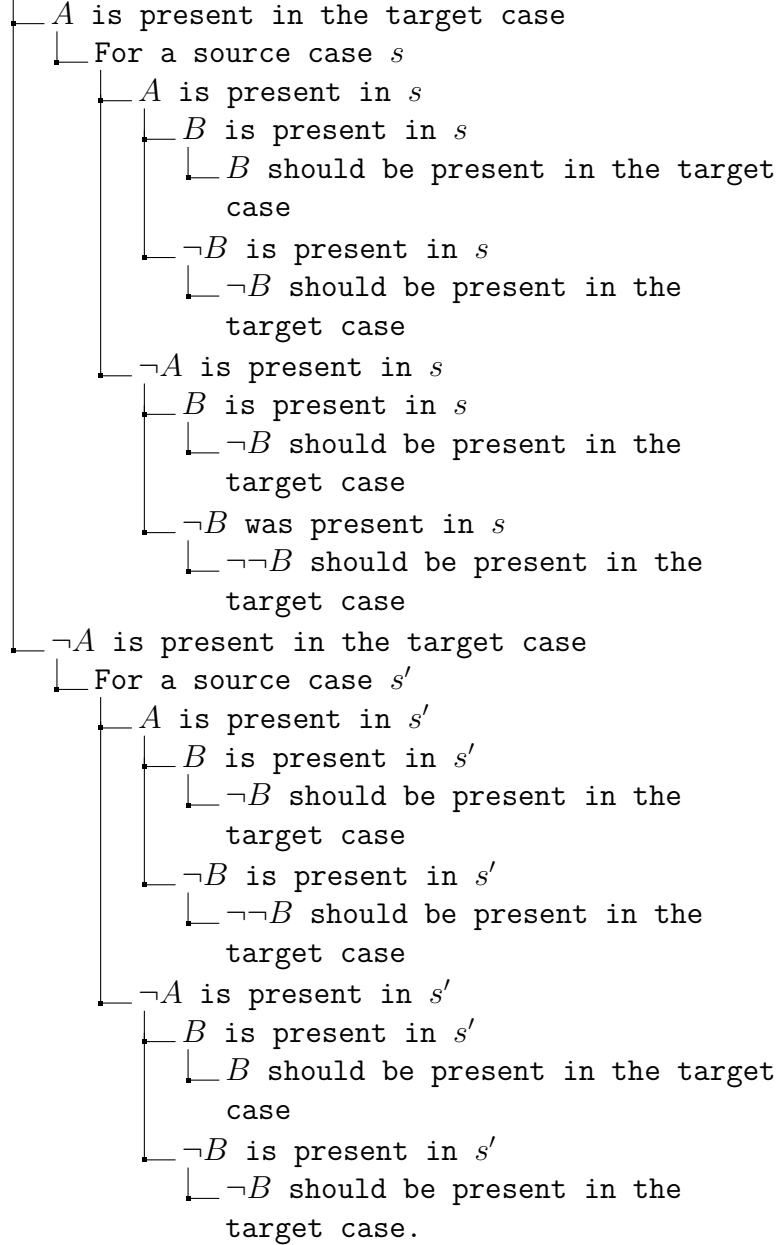 A is present in the target case
For a source case s
A is present in s
B is present in s
B should be present in the target
case
¬B is present in s
¬B should be present in the
target case
¬A is present in s
B is present in s
¬B should be present in the
target case
¬B was present in s
¬¬B should be present in the
target case
¬A is present in the target case
For a source case s′
A is present in s′
B is present in s′
¬B should be present in the
target case
¬B is present in s′
¬¬B should be present in the
target case
¬A is present in s′
B is present in s′
B should be present in the target
case
¬B is present in s′
¬B should be present in the
target case.